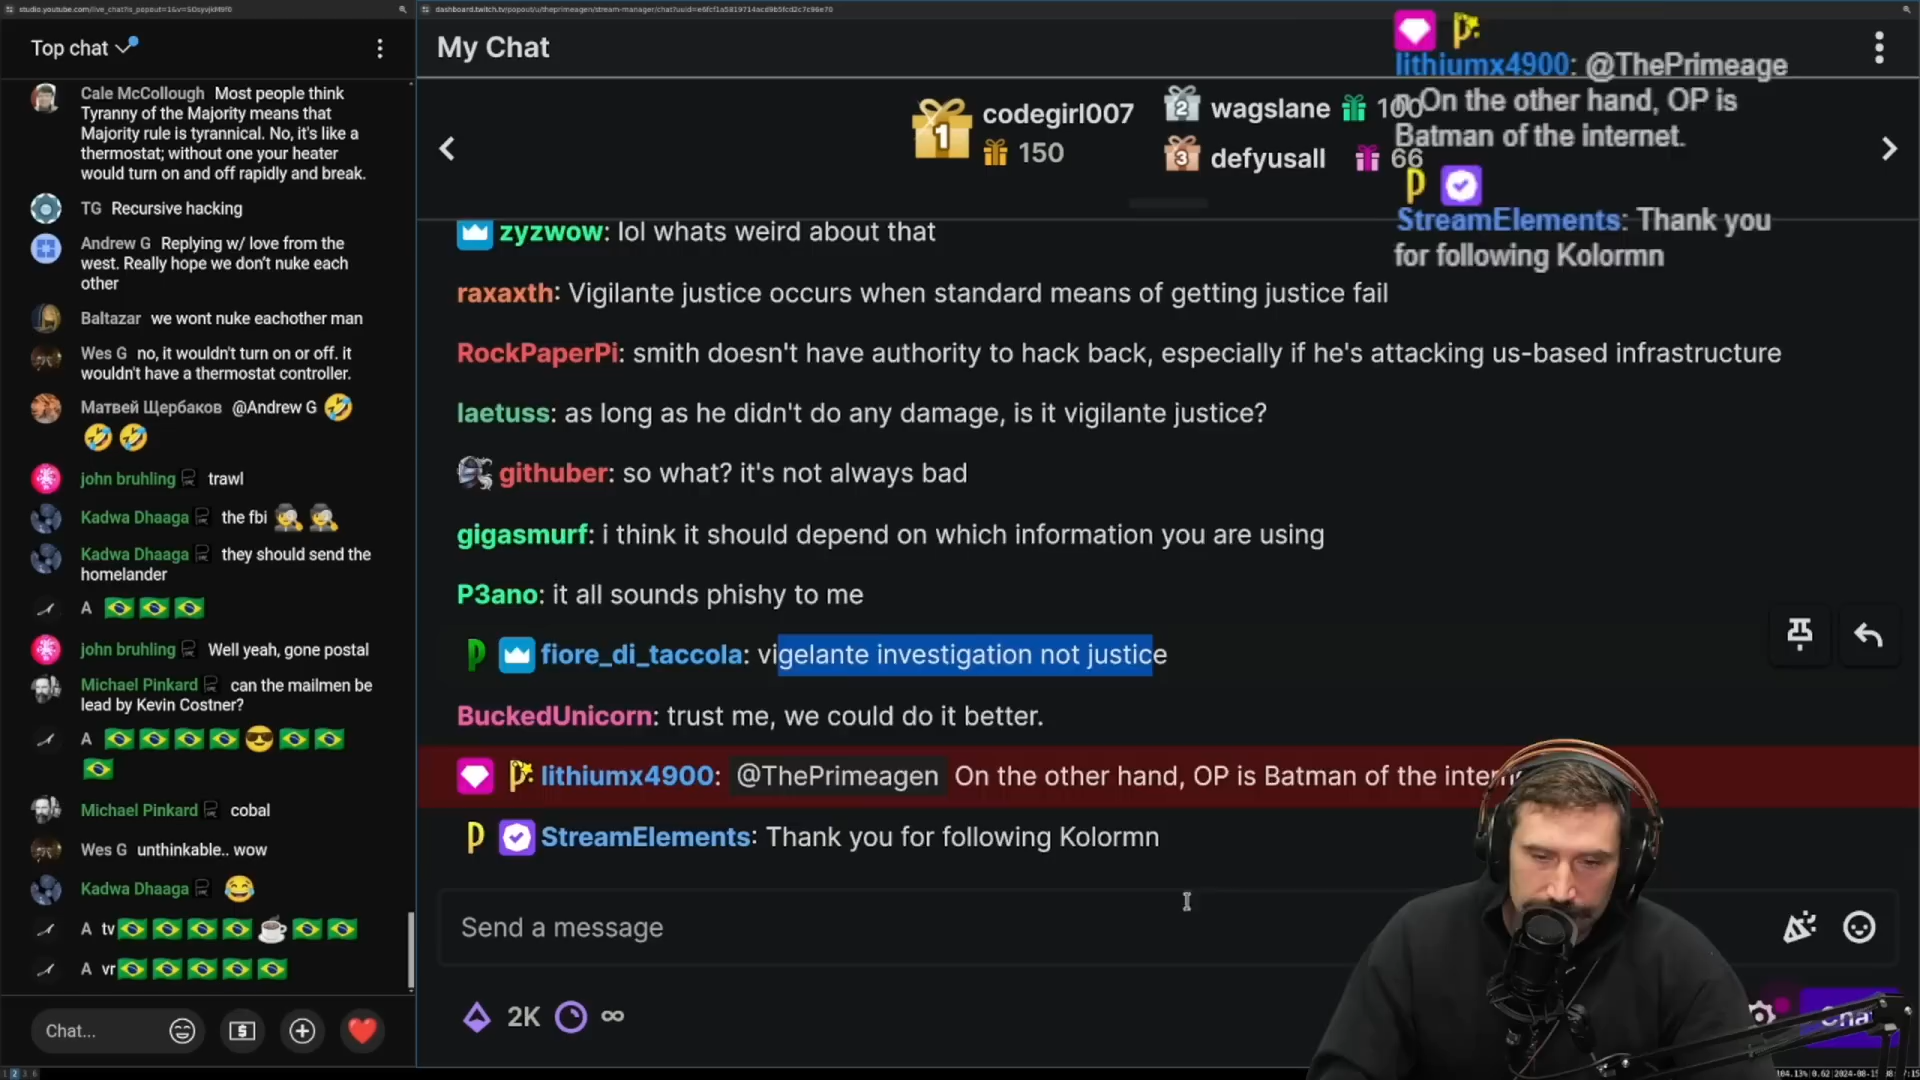 studio.youtube.com/live_chat?is_popout=1&v=SOsyvjkM9f0
Top chat
Cale McCollough Most people think
Tyranny of the Majority means that
Majority rule is tyrannical. No, it's like a
thermostat; without one your heater
would turn on and off rapidly and break.
TG Recursive hacking
Andrew G Replying w/ love from the
west. Really hope we don't nuke each
other
Baltazar we wont nuke eachother man
Wes G no, it wouldn't turn on or off. it
wouldn't have a thermostat controller.
Матвей Щербаков @Andrew G 🤣
🤣 🤣
john bruhling trawl
Kadwa Dhaaga the fbi 🕵 🕵
Kadwa Dhaaga they should send the
homelander
A 🇧🇷 🇧🇷 🇧🇷
john bruhling Well yeah, gone postal
Michael Pinkard can the mailmen be
lead by Kevin Costner?
A 🇧🇷 🇧🇷 🇧🇷 🇧🇷 😎 🇧🇷 🇧🇷
🇧🇷
Michael Pinkard cobal
Wes G unthinkable.. wow
Kadwa Dhaaga 😂
A tv🇧🇷 🇧🇷 🇧🇷 🇧🇷 ☕ 🇧🇷 🇧🇷
A vr🇧🇷 🇧🇷 🇧🇷 🇧🇷 🇧🇷
Chat...
My Chat
1 codegirl007
150
2 wagslane 100
3 defyusall 66
zyzwow: lol whats weird about that
raxaxth: Vigilante justice occurs when standard means of getting justice fail
RockPaperPi: smith doesn't have authority to hack back, especially if he's attacking us-based infrastructure
laetuss: as long as he didn't do any damage, is it vigilante justice?
githuber: so what? it's not always bad
gigasmurf: i think it should depend on which information you are using
P3ano: it all sounds phishy to me
fiore_di_taccola: vigelante investigation not justice
BuckedUnicorn: trust me, we could do it better.
lithiumx4900: @ThePrimeagen On the other hand, OP is Batman of the intern
StreamElements: Thank you for following Kolormn
Send a message
2K ∞
Chat
lithiumx4900: @ThePrimeage
n On the other hand, OP is
Batman of the internet.
StreamElements: Thank you
for following Kolormn